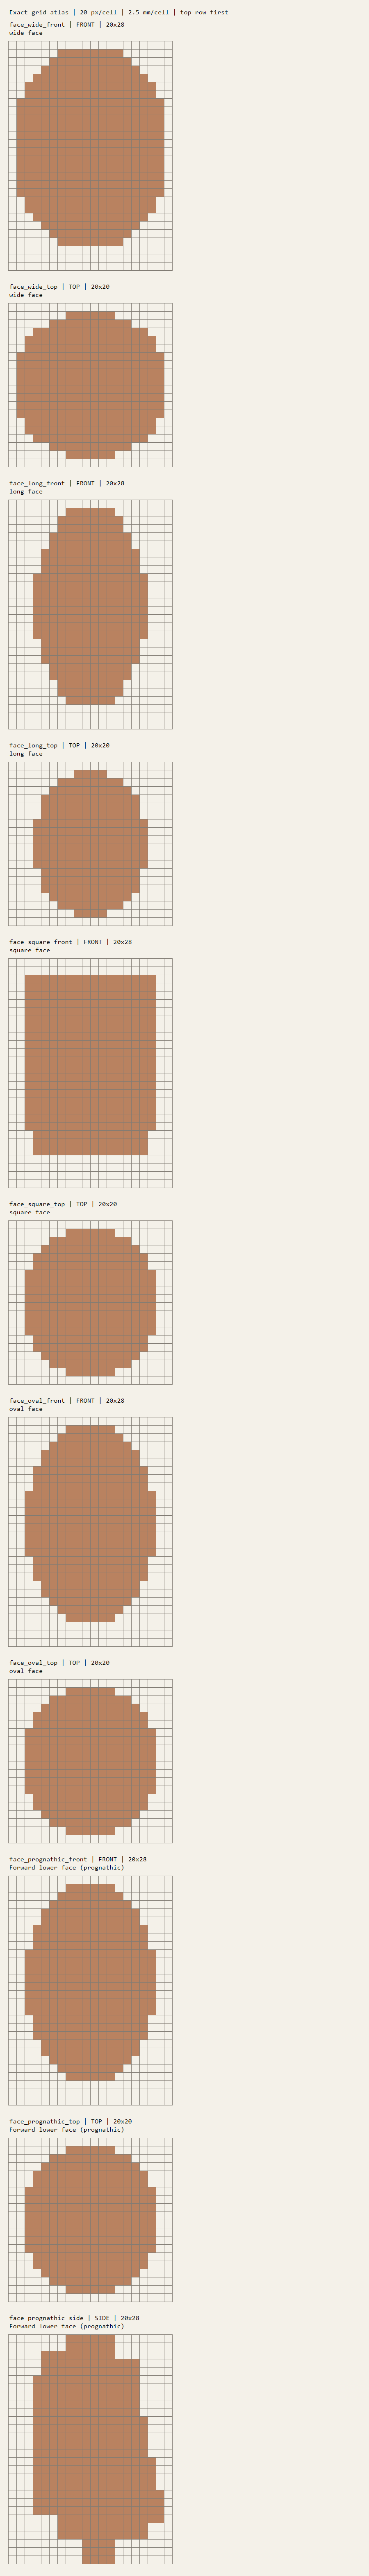 Exact grid atlas | 20 px/cell | 2.5 mm/cell | top row first
face_wide_front | FRONT | 20x28
wide face
face_wide_top | TOP | 20x20
wide face
face_long_front | FRONT | 20x28
long face
face_long_top | TOP | 20x20
long face
face_square_front | FRONT | 20x28
square face
face_square_top | TOP | 20x20
square face
face_oval_front | FRONT | 20x28
oval face
face_oval_top | TOP | 20x20
oval face
face_prognathic_front | FRONT | 20x28
Forward lower face (prognathic)
face_prognathic_top | TOP | 20x20
Forward lower face (prognathic)
face_prognathic_side | SIDE | 20x28
Forward lower face (prognathic)